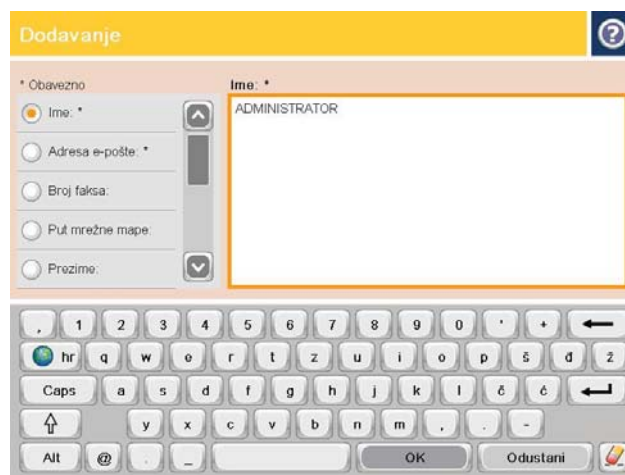 Dodavanje ?
* Obavezno Ime: *
Ime: * ADMINISTRATOR
Adresa e-pošte: *
Broj faksa:
Put mrežne mape:
Prezime:
, 1 2 3 4 5 6 7 8 9 0 ' +
hr q w e r t z u i o p š đ ž
Caps a s d f g h j k l č ć
y x c v b n m , . -
Alt @ . _ OK Odustani